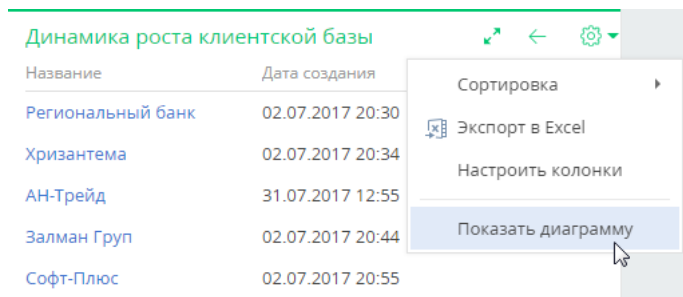 Динамика роста клиентской базы
Название Дата создания
Региональный банк 02.07.2017 20:30
Хризантема 02.07.2017 20:34
АН-Трейд 31.07.2017 12:55
Залман Груп 02.07.2017 20:44
Софт-Плюс 02.07.2017 20:55
Сортировка
Экспорт в Excel
Настроить колонки
Показать диаграмму